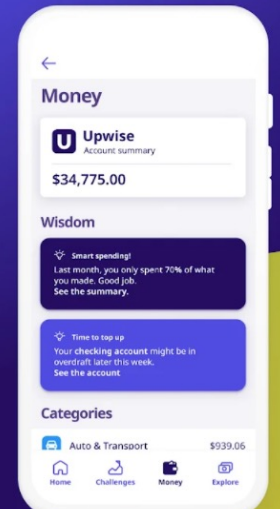 Money
U
Upwise
Account summary
$34,775.00
Wisdom
Smart spending!
Last month, you only spent 70% of what
you made. Good job.
See the summary.
Time to top up
Your checking account might be in
overdraft later this week.
See the account
Categories
Auto & Transport $939.06
Home Challenges Money Explore